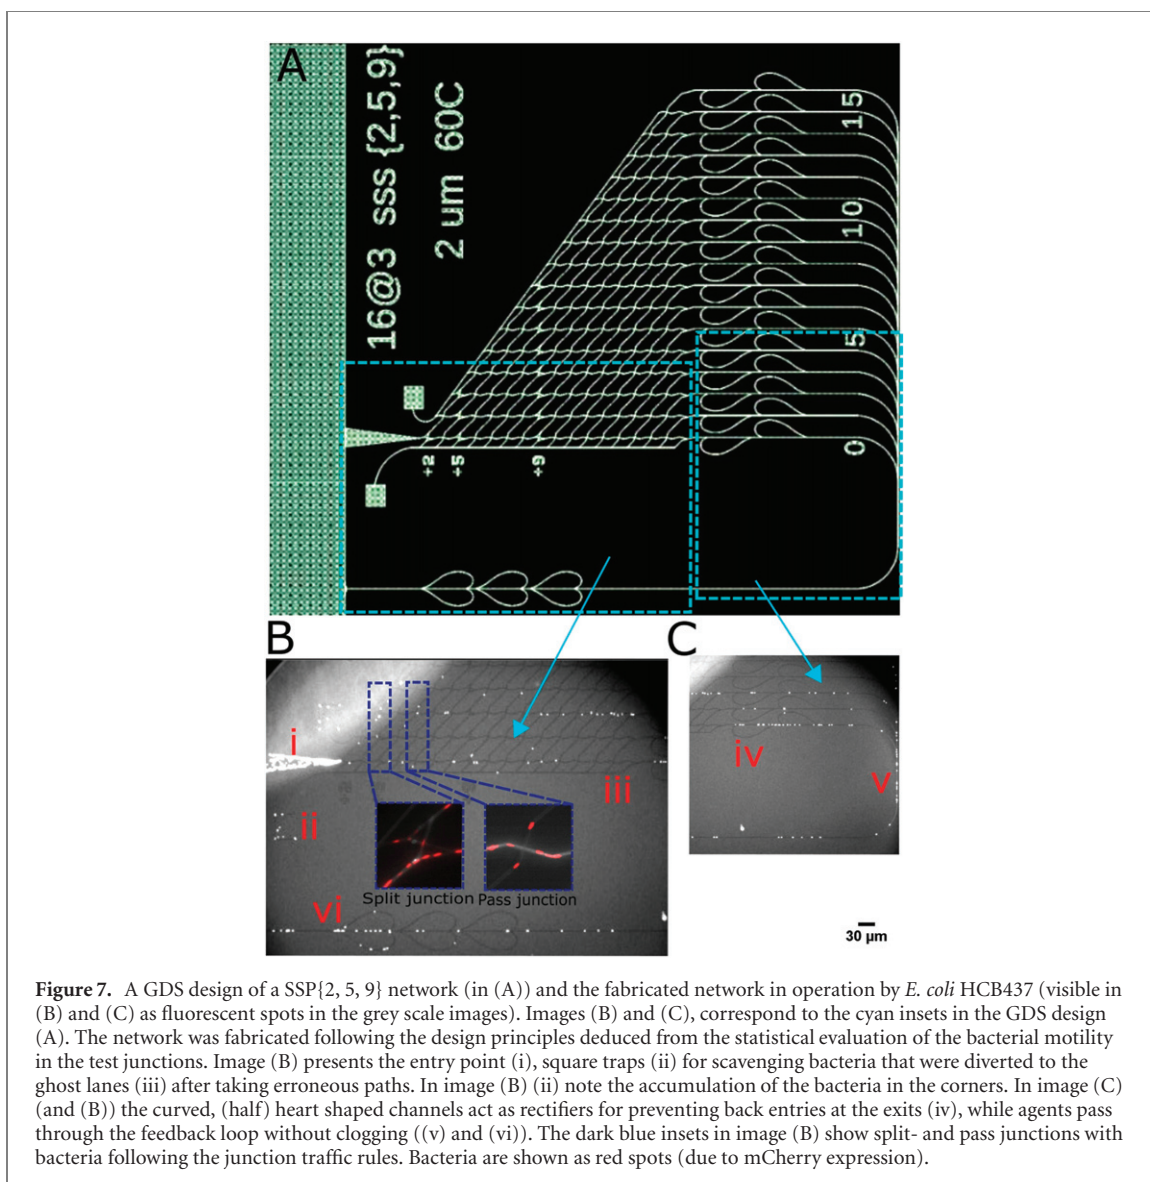 A
16@3 sss {2,5,9}
2 um 60C
15
10
5
0
+2
+5
+9
B
C
i
ii
iii
vi
iv
v
Split junction
Pass junction
30 µm
Figure 7. A GDS design of a SSP{2, 5, 9} network (in (A)) and the fabricated network in operation by E. coli HCB437 (visible in
(B) and (C) as fluorescent spots in the grey scale images). Images (B) and (C), correspond to the cyan insets in the GDS design
(A). The network was fabricated following the design principles deduced from the statistical evaluation of the bacterial motility
in the test junctions. Image (B) presents the entry point (i), square traps (ii) for scavenging bacteria that were diverted to the
ghost lanes (iii) after taking erroneous paths. In image (B) (ii) note the accumulation of the bacteria in the corners. In image (C)
(and (B)) the curved, (half) heart shaped channels act as rectifiers for preventing back entries at the exits (iv), while agents pass
through the feedback loop without clogging ((v) and (vi)). The dark blue insets in image (B) show split- and pass junctions with
bacteria following the junction traffic rules. Bacteria are shown as red spots (due to mCherry expression).